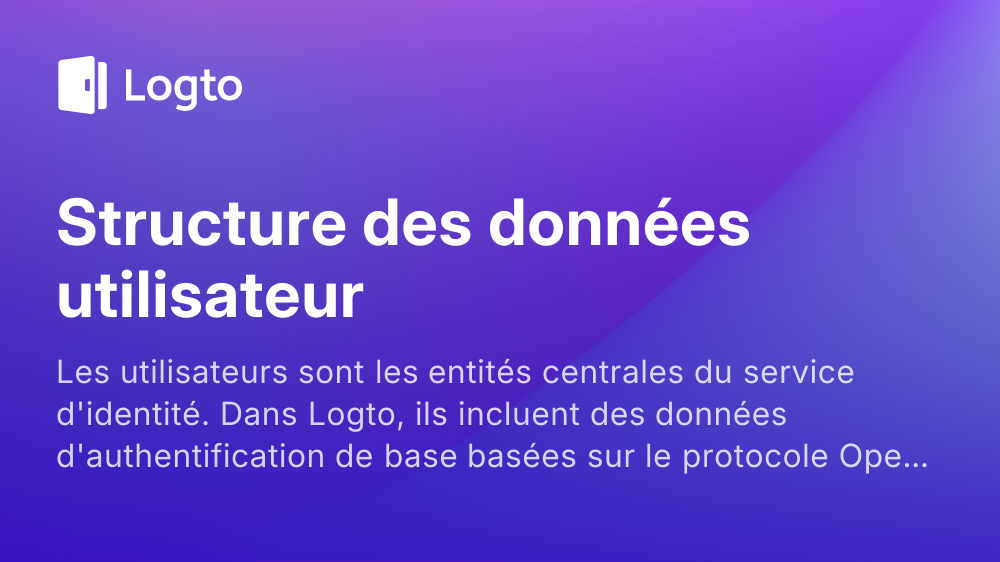 Logto
Structure des données
utilisateur
Les utilisateurs sont les entités centrales du service
d'identité. Dans Logto, ils incluent des données
d'authentification de base basées sur le protocole Ope...